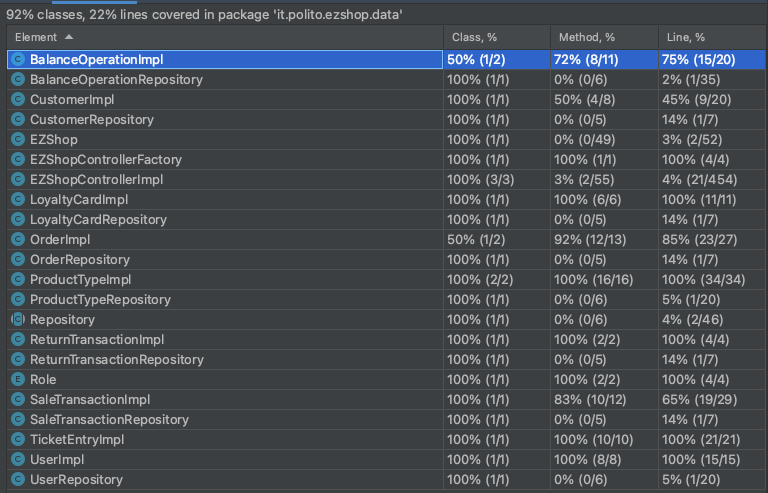 92% classes, 22% lines covered in package 'it.polito.ezshop.data'
Element Class, % Method, % Line, %
BalanceOperationImpl 50% (1/2) 72% (8/11) 75% (15/20)
BalanceOperationRepository 100% (1/1) 0% (0/6) 2% (1/35)
CustomerImpl 100% (1/1) 50% (4/8) 45% (9/20)
CustomerRepository 100% (1/1) 0% (0/5) 14% (1/7)
EZShop 100% (1/1) 0% (0/49) 3% (2/52)
EZShopControllerFactory 100% (1/1) 100% (1/1) 100% (4/4)
EZShopControllerImpl 100% (3/3) 3% (2/55) 4% (21/454)
LoyaltyCardImpl 100% (1/1) 100% (6/6) 100% (11/11)
LoyaltyCardRepository 100% (1/1) 0% (0/5) 14% (1/7)
OrderImpl 50% (1/2) 92% (12/13) 85% (23/27)
OrderRepository 100% (1/1) 0% (0/5) 14% (1/7)
ProductTypeImpl 100% (2/2) 100% (16/16) 100% (34/34)
ProductTypeRepository 100% (1/1) 0% (0/6) 5% (1/20)
Repository 100% (1/1) 0% (0/6) 4% (2/46)
ReturnTransactionImpl 100% (1/1) 100% (2/2) 100% (4/4)
ReturnTransactionRepository 100% (1/1) 0% (0/5) 14% (1/7)
Role 100% (1/1) 100% (2/2) 100% (4/4)
SaleTransactionImpl 100% (1/1) 83% (10/12) 65% (19/29)
SaleTransactionRepository 100% (1/1) 0% (0/5) 14% (1/7)
TicketEntryImpl 100% (1/1) 100% (10/10) 100% (21/21)
UserImpl 100% (1/1) 100% (8/8) 100% (15/15)
UserRepository 100% (1/1) 0% (0/6) 5% (1/20)